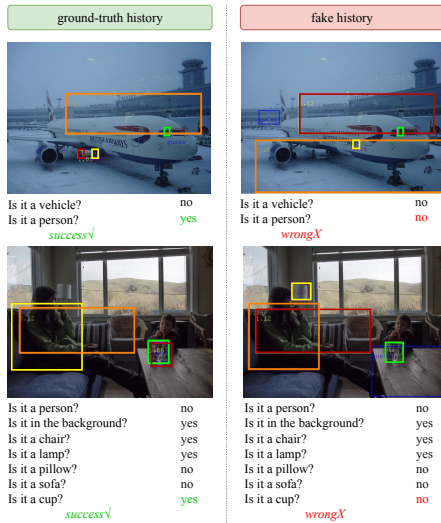 ground-truth history
fake history
BRITISH AIRWAYS
Is it a vehicle? no
Is it a person? yes
success√
Is it a vehicle? no
Is it a person? no
wrongX
Is it a person? no
Is it in the background? yes
Is it a chair? yes
Is it a lamp? yes
Is it a pillow? no
Is it a sofa? no
Is it a cup? yes
success√
Is it a person? no
Is it in the background? yes
Is it a chair? yes
Is it a lamp? yes
Is it a pillow? no
Is it a sofa? no
Is it a cup? no
wrongX